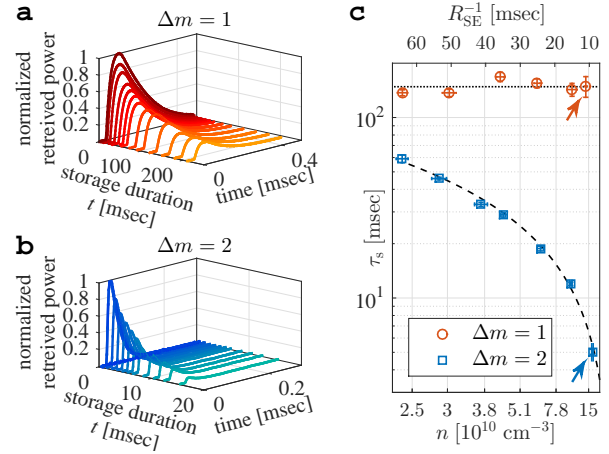 a
Δm = 1
normalized
retreived power
1
0.8
0.6
0.4
0.2
0
100
200
storage duration
t [msec]
0
0.4
time [msec]
b
Δm = 2
normalized
retreived power
1
0.8
0.6
0.4
0.2
0
10
20
storage duration
t [msec]
0
0.2
time [msec]
c
R_SE^-1 [msec]
60 50 40 30 20 10
τ_s [msec]
10^2
10^1
Δm = 1
Δm = 2
2.5 3 3.8 5.1 7.8 15
n [10^10 cm^-3]